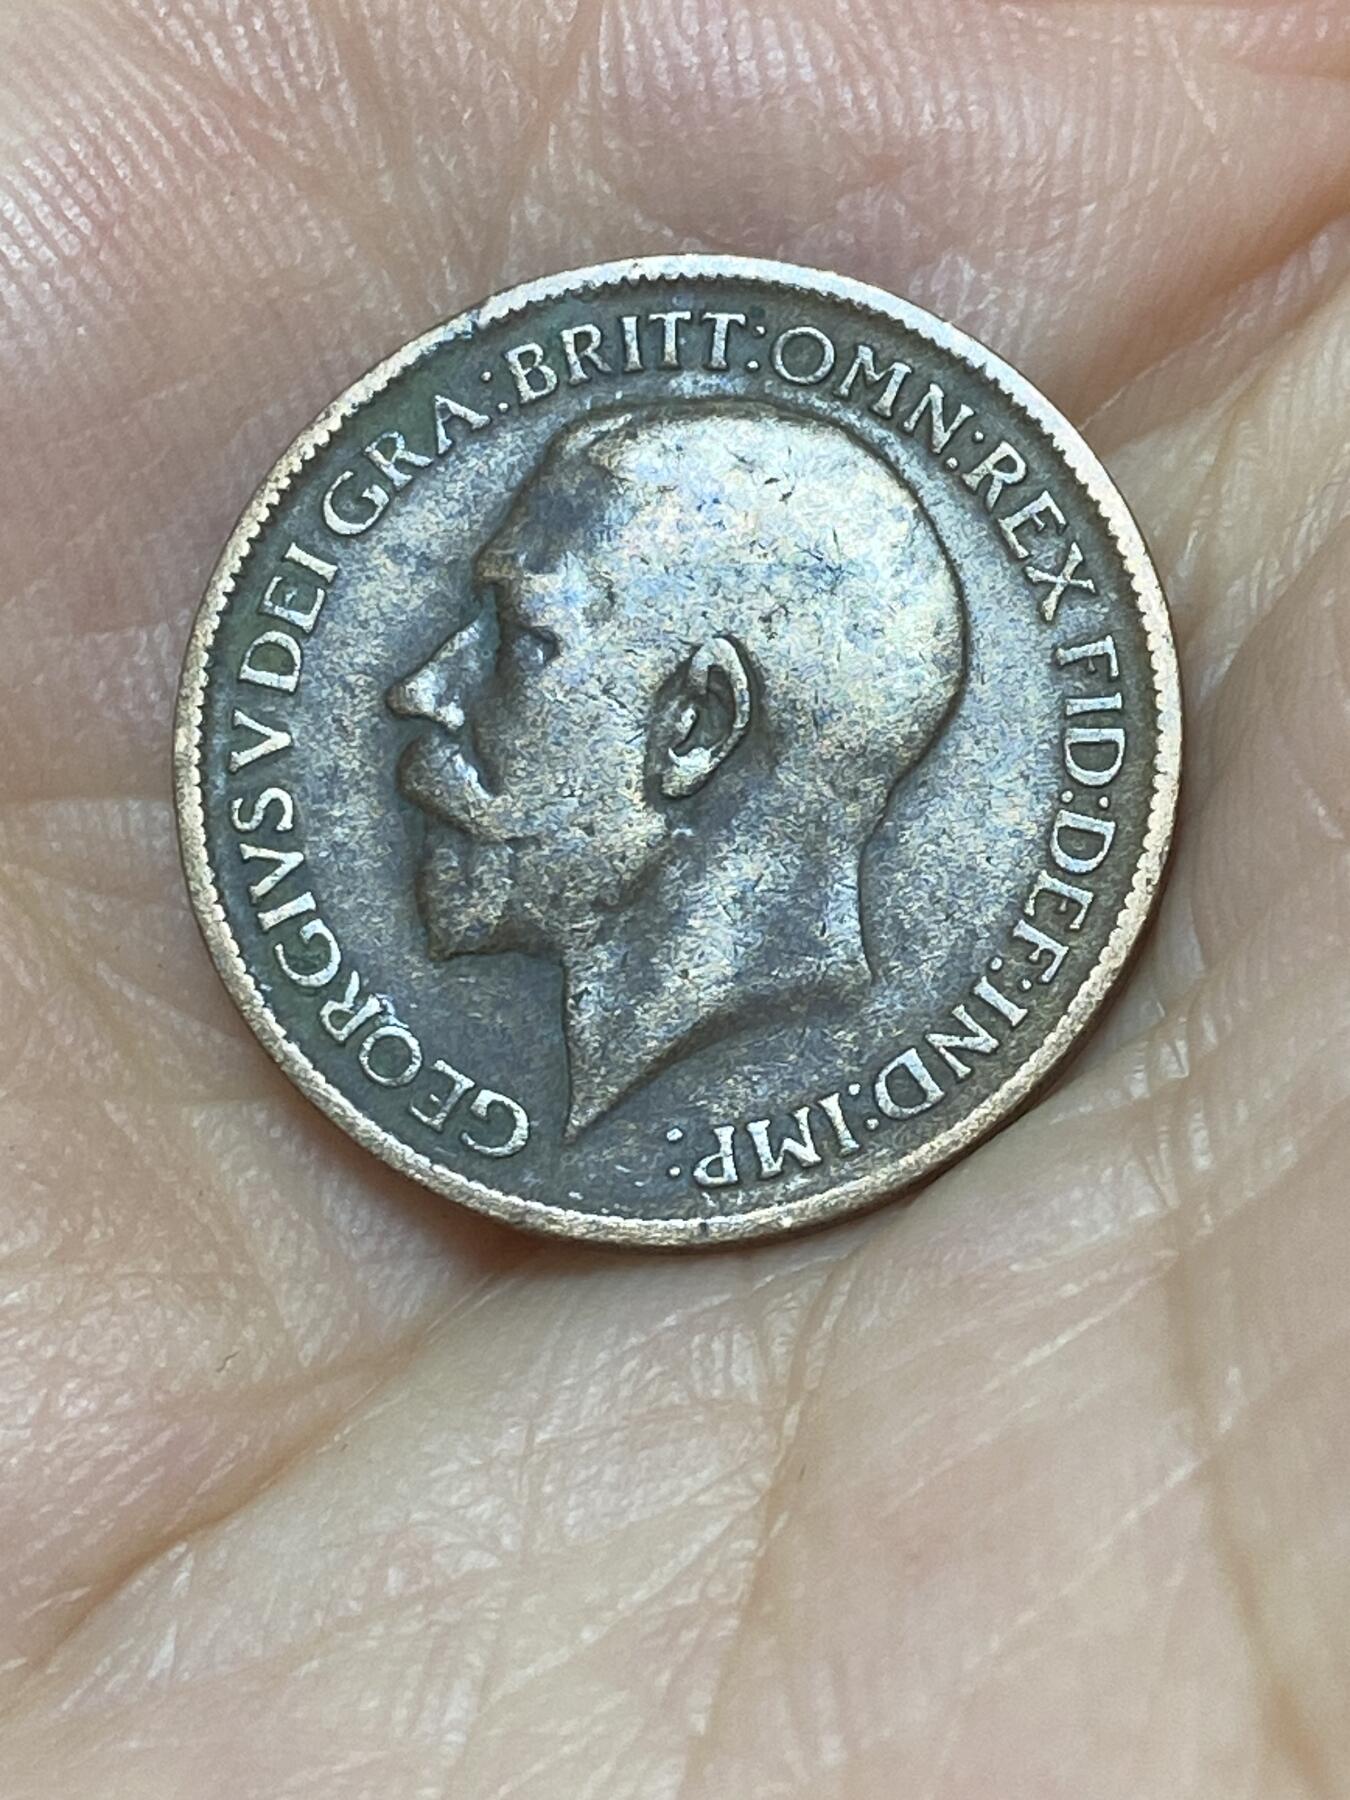 GEORGIVS V DEI GRA: BRITT: OMN: REX FID: DEF: IND: IMP: